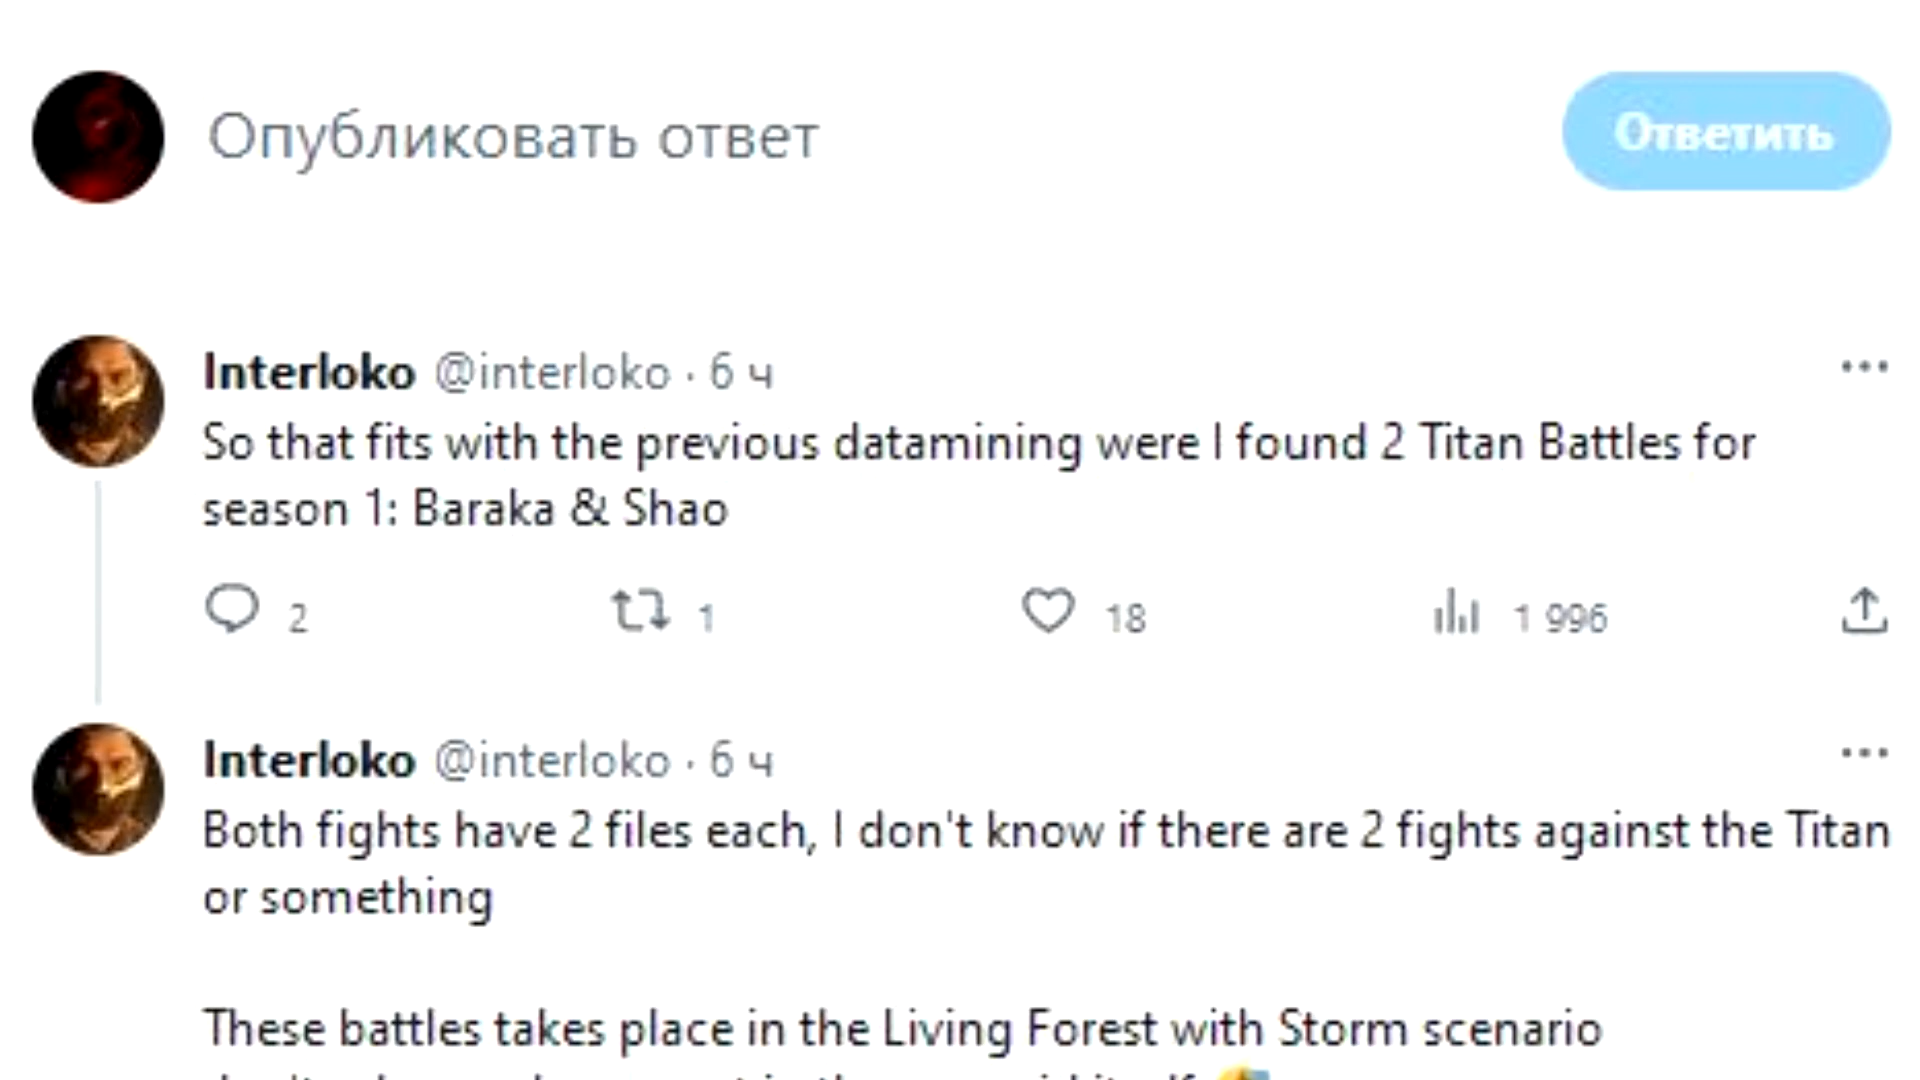 Опубликовать ответ
Ответить
Interloko @interloko · 6 ч
So that fits with the previous datamining were I found 2 Titan Battles for
season 1: Baraka & Shao
2 1 18 1 996
Interloko @interloko · 6 ч
Both fights have 2 files each, I don't know if there are 2 fights against the Titan
or something
These battles takes place in the Living Forest with Storm scenario